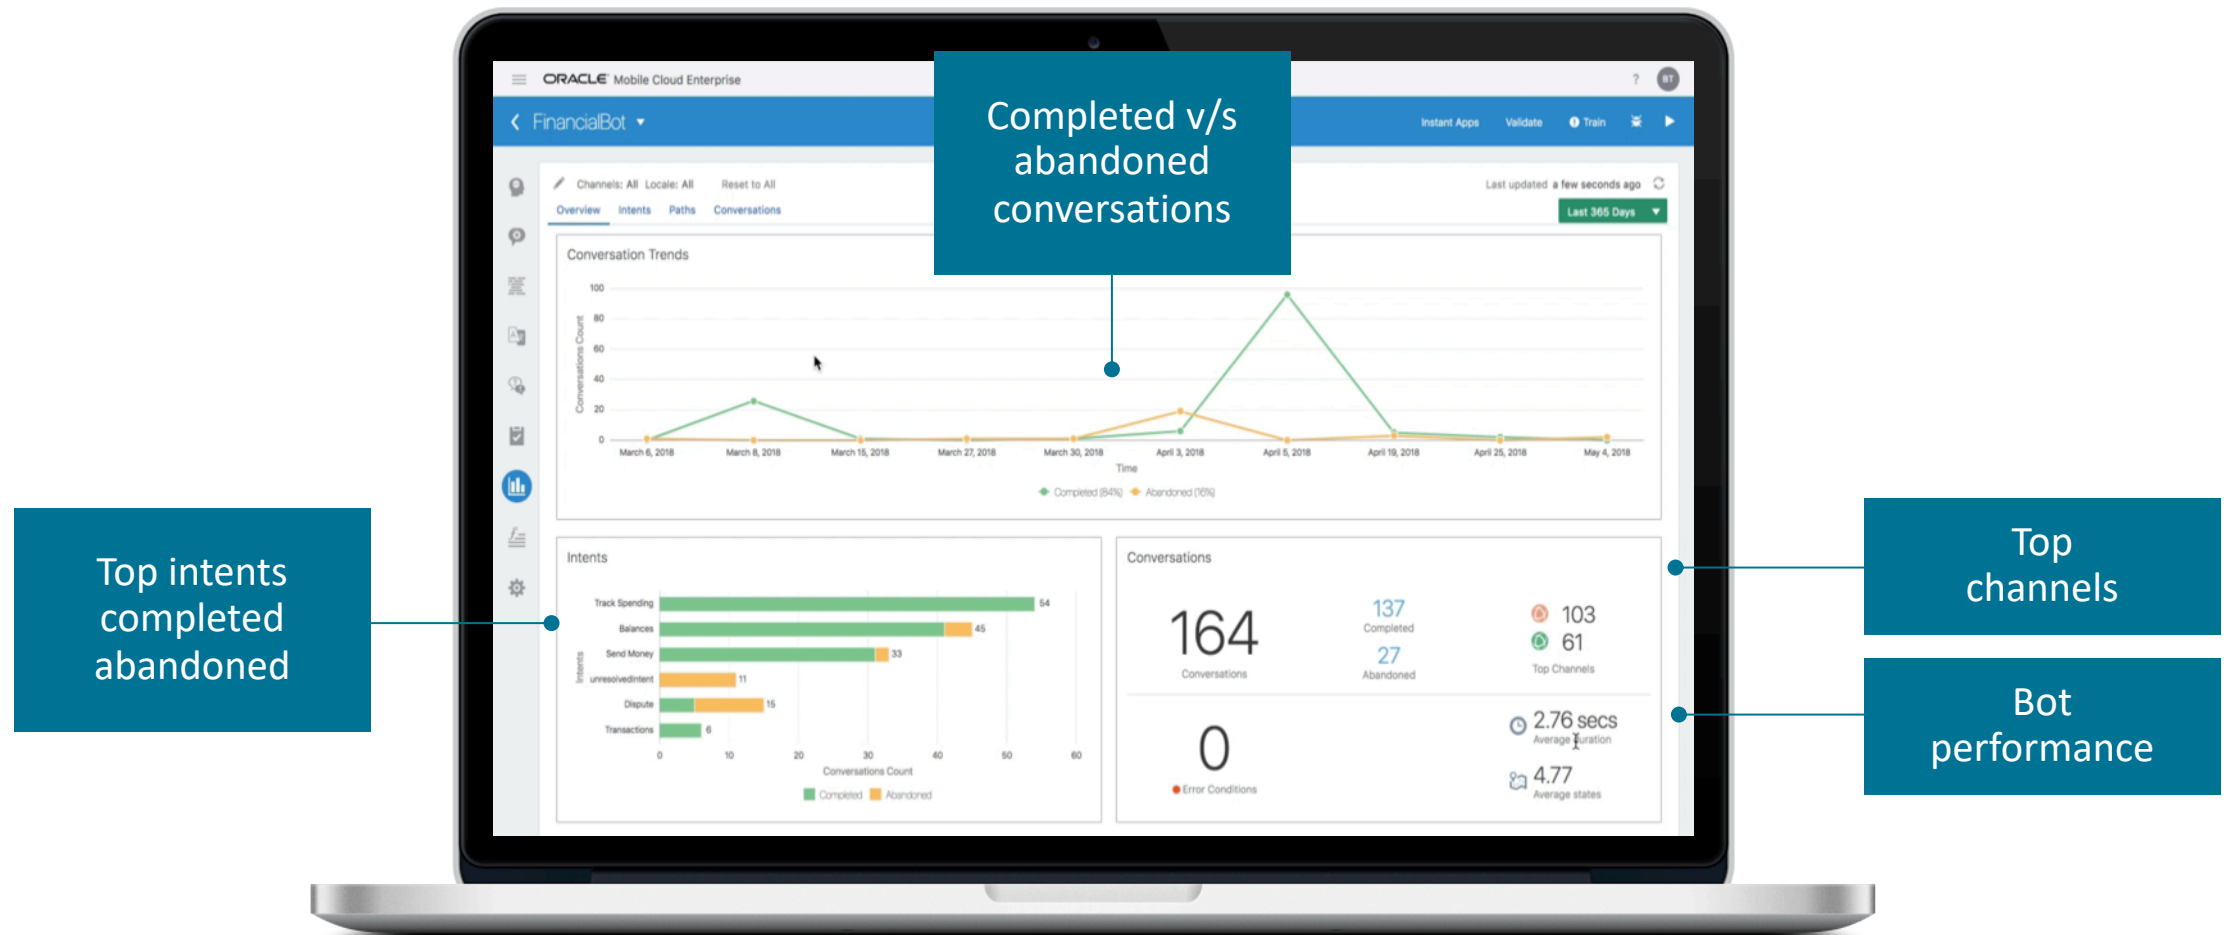 ORACLE Mobile Cloud Enterprise
?
BT
FinancialBot
Instant Apps Validate Train
Channels: All Locale: All Reset to All
Last updated a few seconds ago
Overview Intents Paths Conversations
Last 365 Days
Completed v/s
abandoned
conversations
Conversation Trends
Conversations Count
100
80
60
40
20
0
March 6, 2018 March 8, 2018 March 15, 2018 March 27, 2018 March 30, 2018 April 3, 2018 April 5, 2018 April 19, 2018 April 25, 2018 May 4, 2018
Time
Completed (84%) Abandoned (16%)
Top intents
completed
abandoned
Intents
Intents
Track Spending 54
Balances 45
Send Money 33
unresolvedIntent 11
Dispute 15
Transactions 6
0 10 20 30 40 50 60
Conversations Count
Completed Abandoned
Conversations
164
Conversations
137
Completed
27
Abandoned
103
61
Top Channels
0
Error Conditions
2.76 secs
Average duration
4.77
Average states
Top
channels
Bot
performance